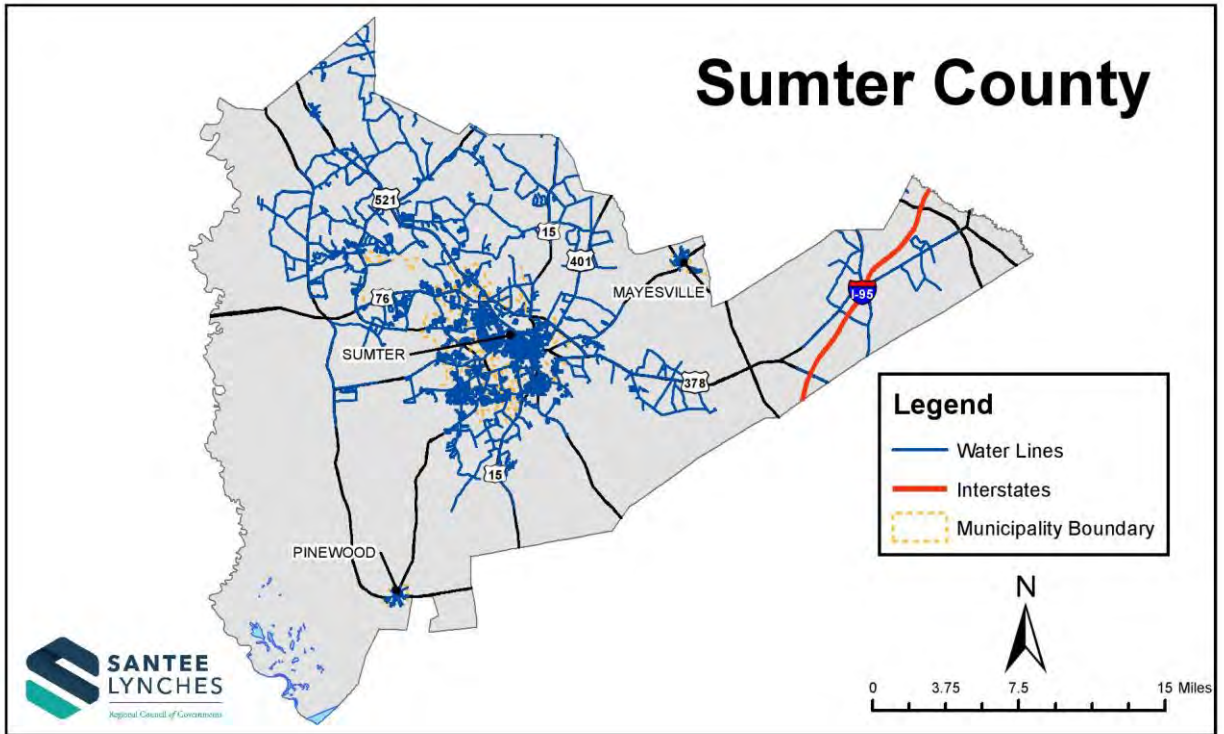 Sumter County
521
15
401
MAYESVILLE
I-95
76
SUMTER
378
15
PINEWOOD
Legend
Water Lines
Interstates
Municipality Boundary
N
0 3.75 7.5 15 Miles
SANTEE
LYNCHES
Regional Council of Governments